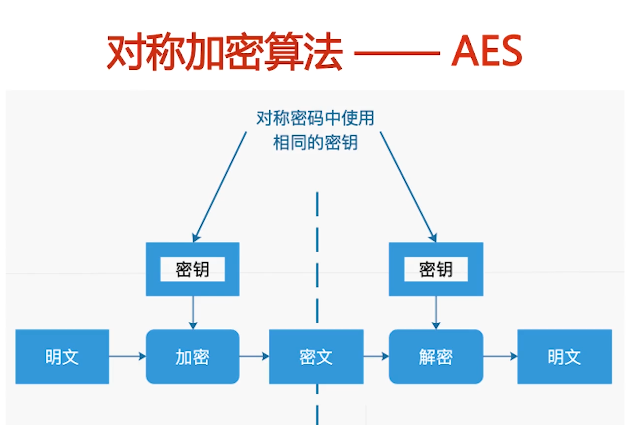 对称加密算法 —— AES
对称密码中使用
相同的密钥
密钥
密钥
明文
加密
密文
解密
明文